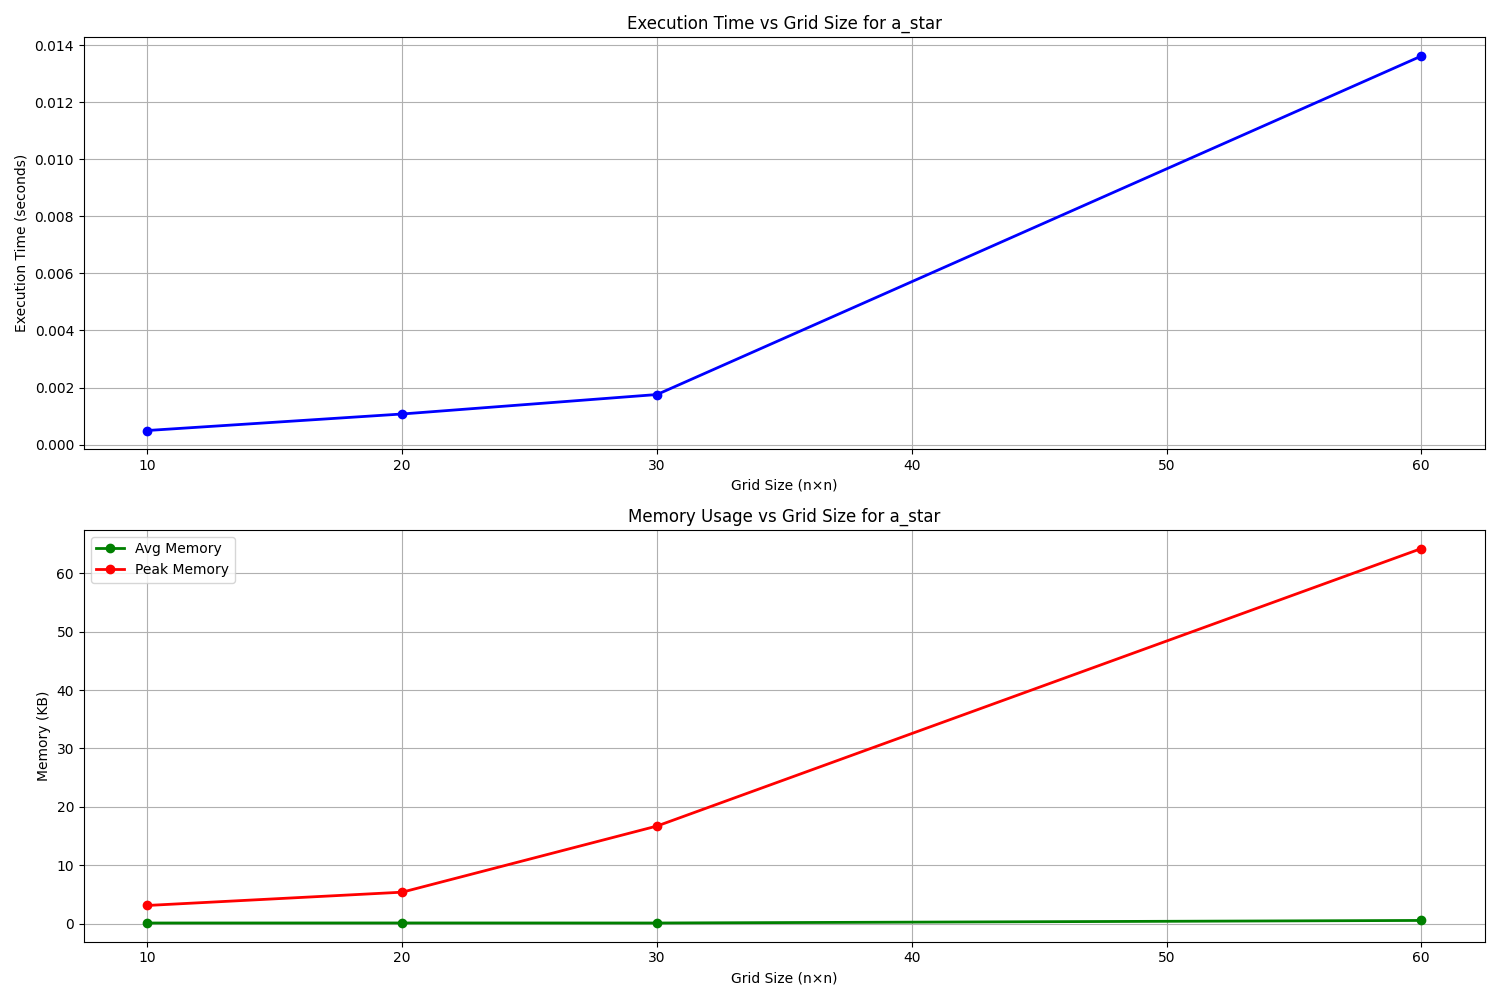 Execution Time vs Grid Size for a_star
Execution Time (seconds)
0.014
0.012
0.010
0.008
0.006
0.004
0.002
0.000
10 20 30 40 50 60
Grid Size (n×n)
Memory Usage vs Grid Size for a_star
Avg Memory
Peak Memory
Memory (KB)
60
50
40
30
20
10
0
10 20 30 40 50 60
Grid Size (n×n)